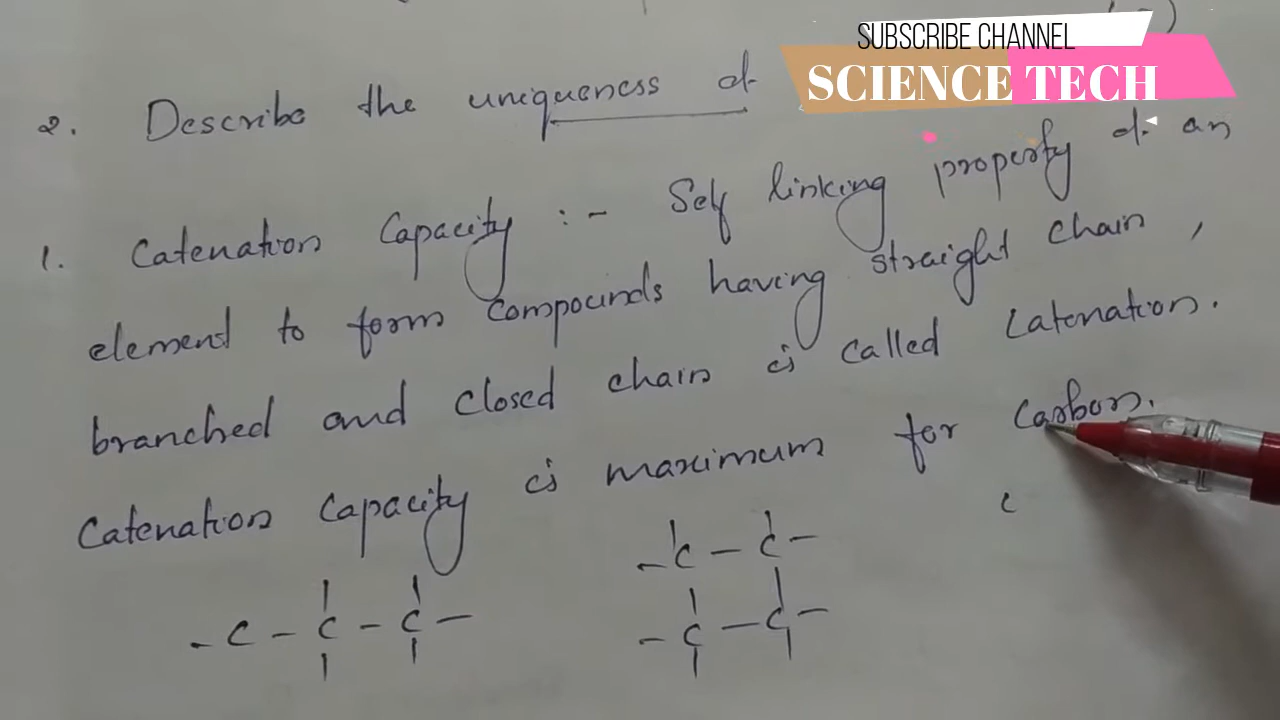 SUBSCRIBE CHANNEL
SCIENCE TECH
2. Describe the uniqueness of
1. Catenation Capacity :- Self linking property of an
element to form compounds having straight chain,
branched and closed chain is called Catenation.
Catenation capacity is maximum for Carbon.
C
- C - C - C -
- C - C -
- C - C -